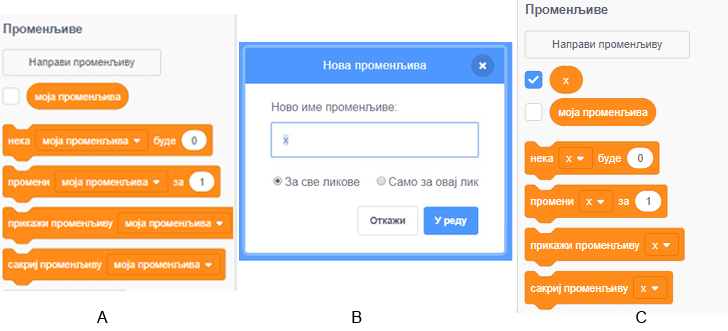 Променљиве
Направи променљиву
моја променљива
нека моја променљива буде 0
промени моја променљива за 1
прикажи променљиву моја променљива
сакриј променљиву моја променљива
A
Нова променљива
Ново име променљиве:
x
За све ликове Само за овај лик
Откажи У реду
B
Променљиве
Направи променљиву
x
моја променљива
нека x буде 0
промени x за 1
прикажи променљиву x
сакриј променљиву x
C